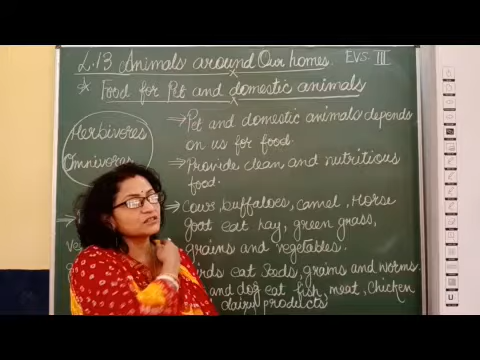 L.13 Animals around Our homes. EVS. III
* Food for Pet and domestic animals
Herbivores
Omnivores
⇒ Pet and domestic animals depends
on us for food.
⇒ Provide clean and nutritious
food.
⇒ Cows, buffaloes, camel, Horse
goat eat hay, green grass,
grains and vegetables.
eat seeds, grains and worms.
and dog eat fish, meat, chicken
dairy products